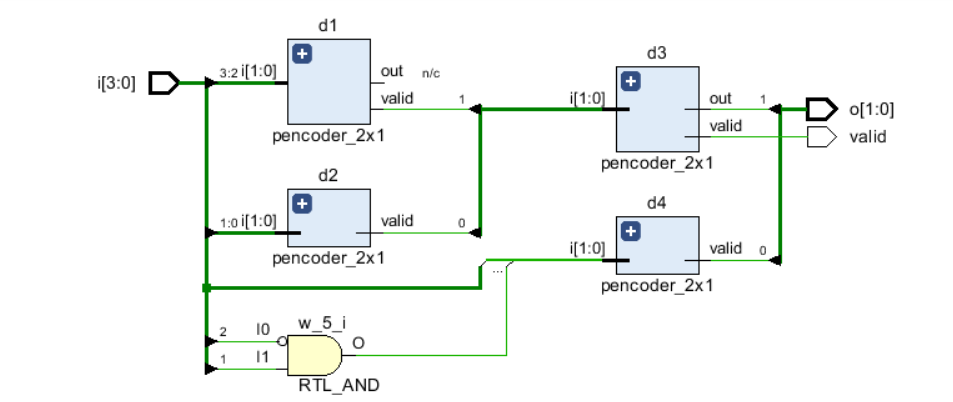 d1
i[3:0]
3:2 i[1:0]
out n/c
valid 1
pencoder_2x1
d2
1:0 i[1:0]
valid 0
pencoder_2x1
d3
i[1:0]
out 1
valid
pencoder_2x1
o[1:0]
valid
d4
i[1:0]
valid 0
pencoder_2x1
...
w_5_i
2 I0
O
1 I1
RTL_AND